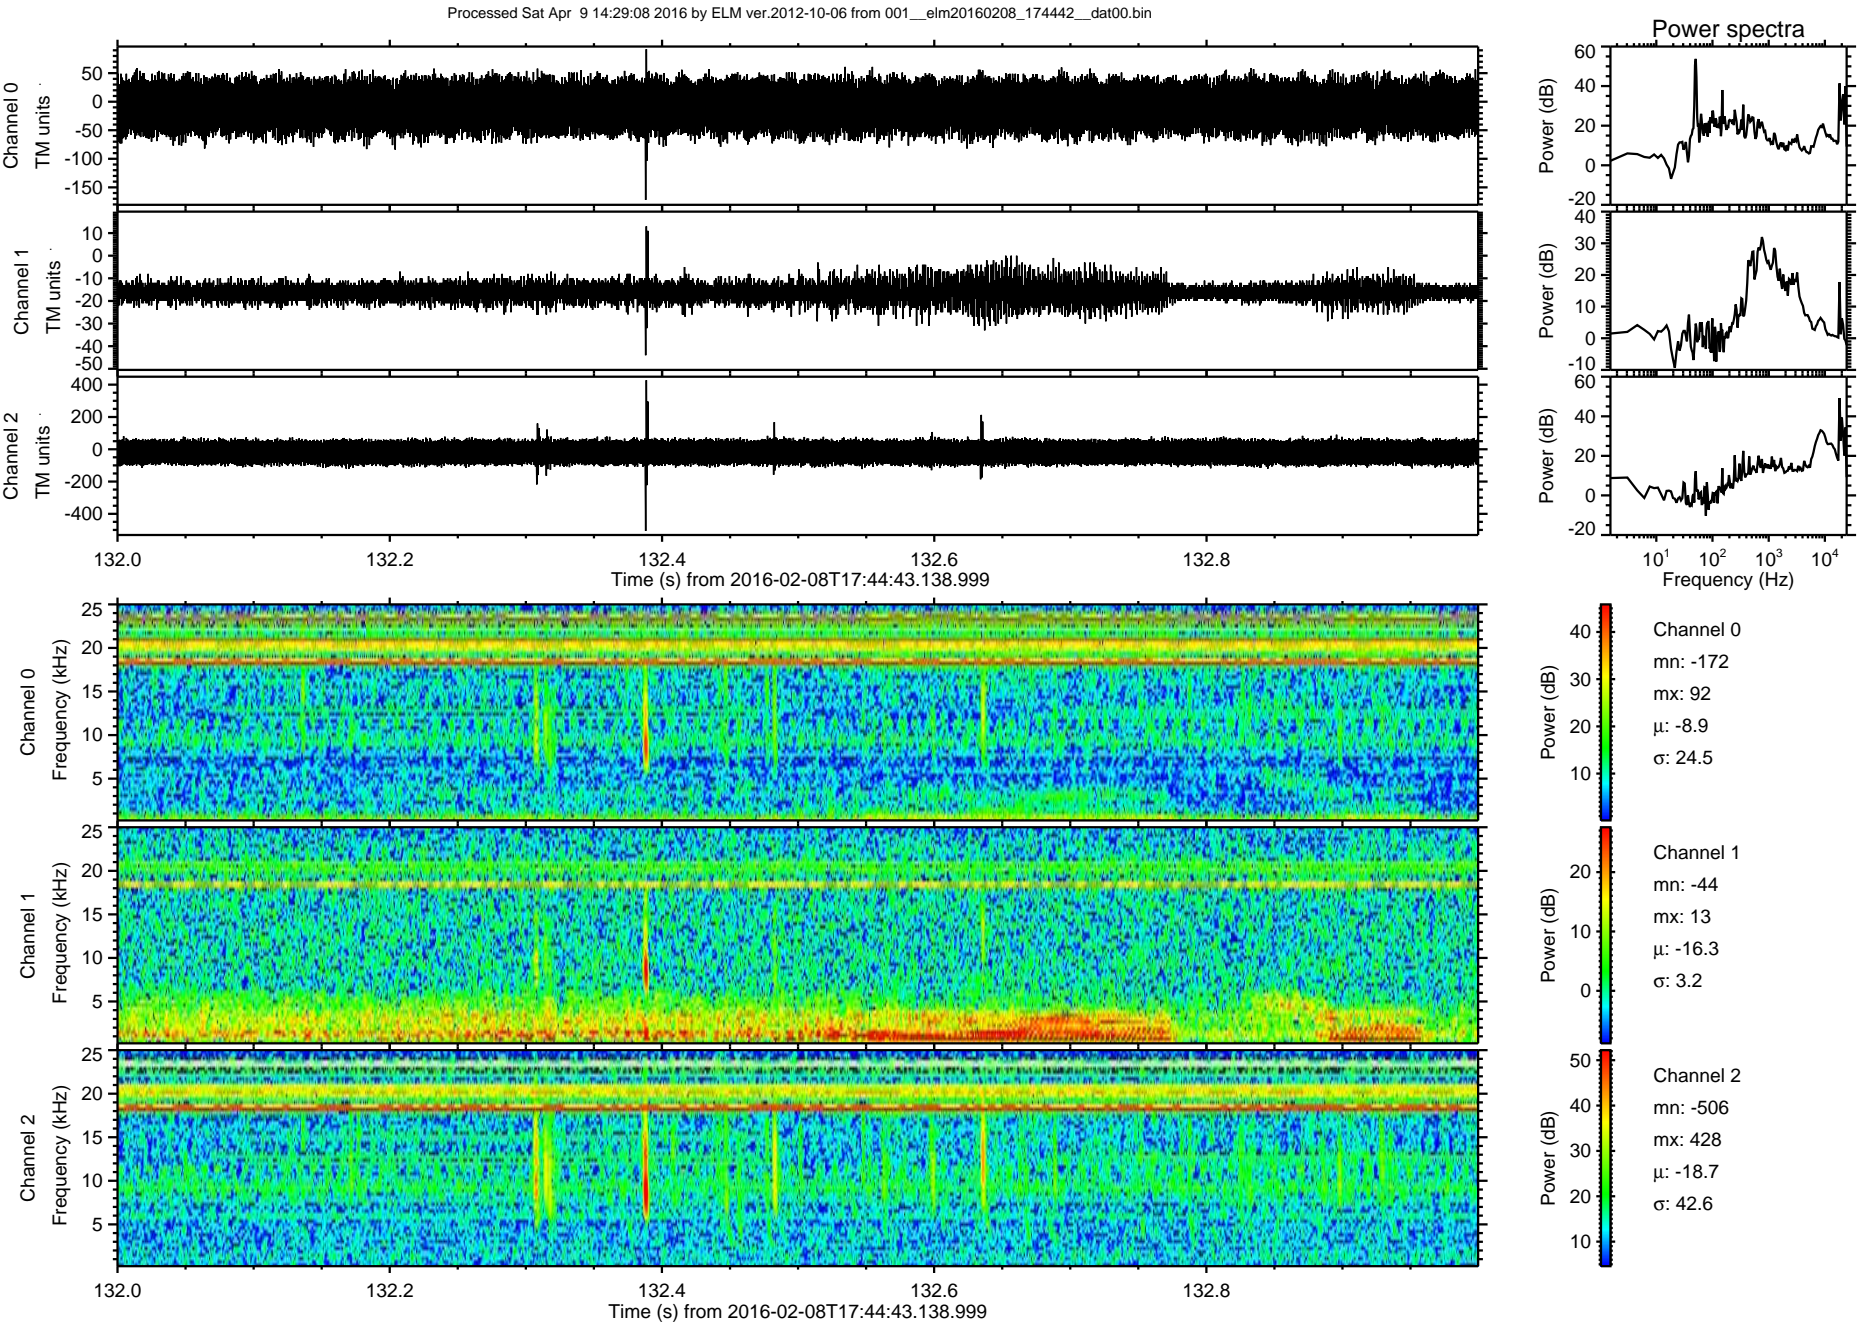 Processed Sat Apr  9 14:29:08 2016 by ELM ver.2012-10-06 from 001__elm20160208_174442__dat00.bin
Power spectra
Channel 0
TM units
50
0
-50
-100
-150
Power (dB)
60
40
20
0
-20
Channel 1
TM units
10
0
-10
-20
-30
-40
-50
Power (dB)
40
30
20
10
0
-10
Channel 2
TM units
400
200
0
-200
-400
Power (dB)
60
40
20
0
-20
132.0 132.2 132.4 132.6 132.8
Time (s) from 2016-02-08T17:44:43.138.999
10¹ 10² 10³ 10⁴
Frequency (Hz)
Channel 0
Frequency (kHz)
25
20
15
10
5
Power (dB)
40
30
20
10
Channel 0
mn: -172
mx: 92
μ: -8.9
σ: 24.5
Channel 1
Frequency (kHz)
25
20
15
10
5
Power (dB)
20
10
0
Channel 1
mn: -44
mx: 13
μ: -16.3
σ: 3.2
Channel 2
Frequency (kHz)
25
20
15
10
5
Power (dB)
50
40
30
20
10
Channel 2
mn: -506
mx: 428
μ: -18.7
σ: 42.6
132.0 132.2 132.4 132.6 132.8
Time (s) from 2016-02-08T17:44:43.138.999